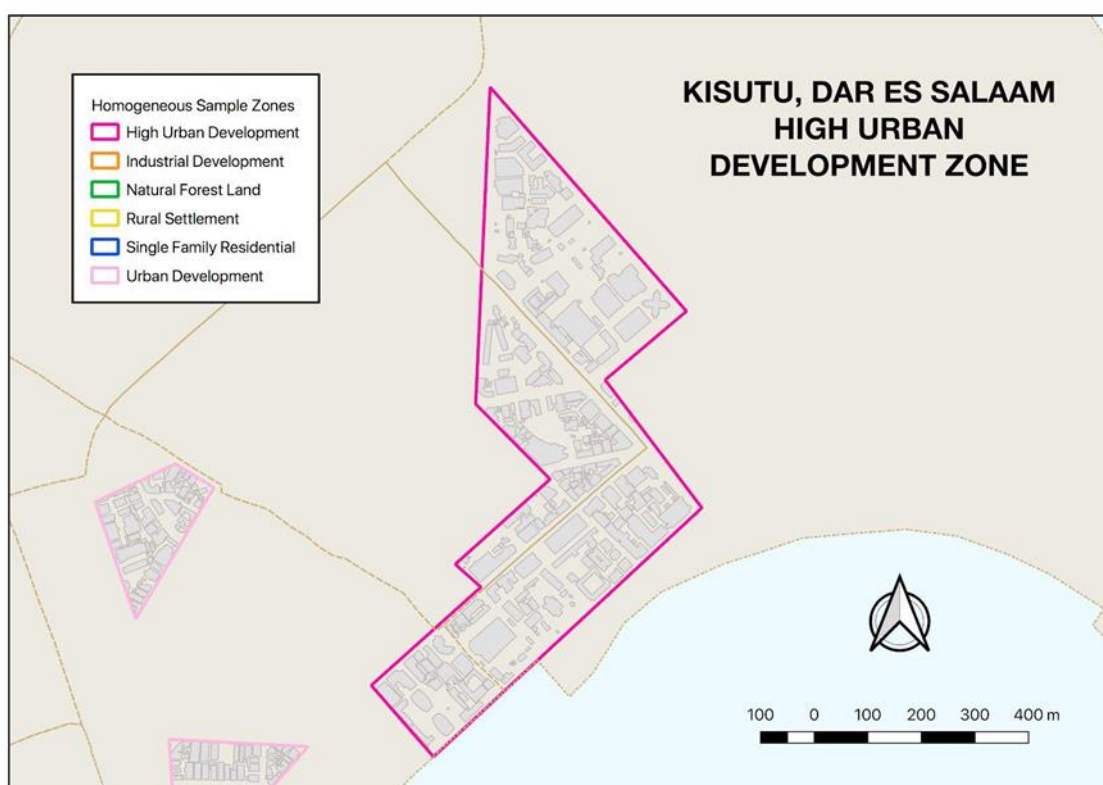 Homogeneous Sample Zones
High Urban Development
Industrial Development
Natural Forest Land
Rural Settlement
Single Family Residential
Urban Development
KISUTU, DAR ES SALAAM
HIGH URBAN
DEVELOPMENT ZONE
100 0 100 200 300 400 m